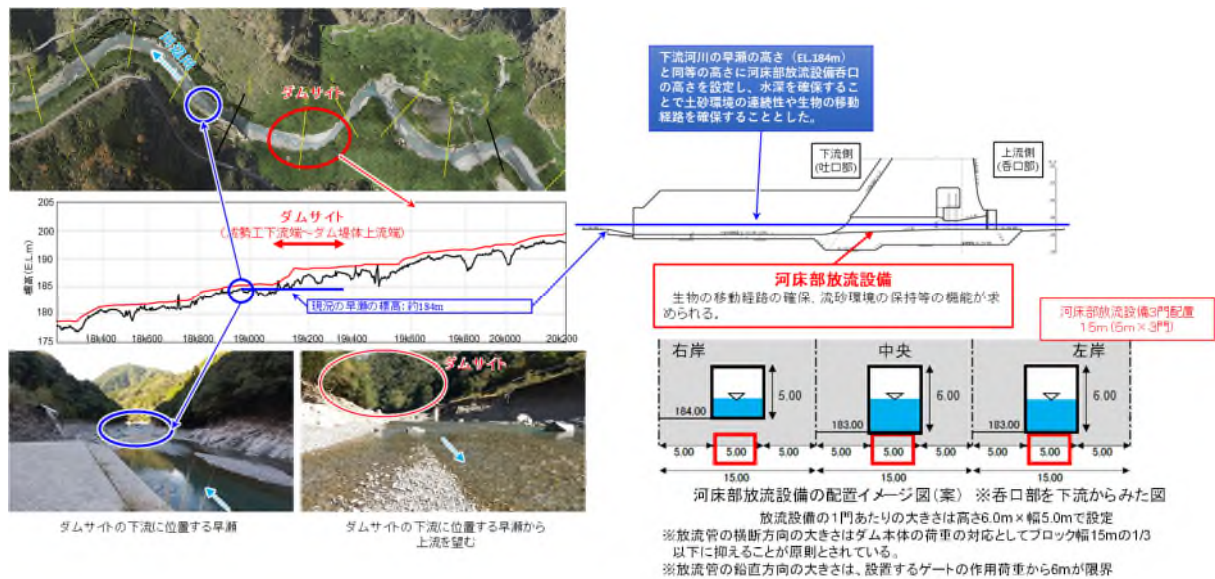 川辺川
ダムサイト
205
200
195
190
185
180
175
標高(E.L.m)
ダムサイト
(減勢工下流端～ダム堤体上流端)
現況の早瀬の標高:約184m
18k400
18k600
18k800
19k000
19k200
19k400
19k600
19k800
20k000
20k200
ダムサイト
ダムサイトの下流に位置する早瀬
ダムサイトの下流に位置する早瀬から
上流を望む
下流河川の早瀬の高さ（EL.184m）
と同等の高さに河床部放流設備呑口
の高さを設定し、水深を確保するこ
とで土砂環境の連続性や生物の移動
経路を確保することとした。
下流側
(吐口部)
上流側
(呑口部)
河床部放流設備
生物の移動経路の確保、流砂環境の保持等の機能が求
められる。
河床部放流設備3門配置
15m (5m×3門)
右岸
中央
左岸
5.00
6.00
6.00
184.00
183.00
183.00
5.00 5.00 5.00
5.00 5.00 5.00
5.00 5.00 5.00
15.00
15.00
15.00
河床部放流設備の配置イメージ図(案) ※呑口部を下流からみた図
放流設備の1門あたりの大きさは高さ6.0m×幅5.0mで設定
※放流管の横断方向の大きさはダム本体の荷重の対応としてブロック幅15mの1/3
以下に抑えることが原則とされている。
※放流管の鉛直方向の大きさは、設置するゲートの作用荷重から6mが限界